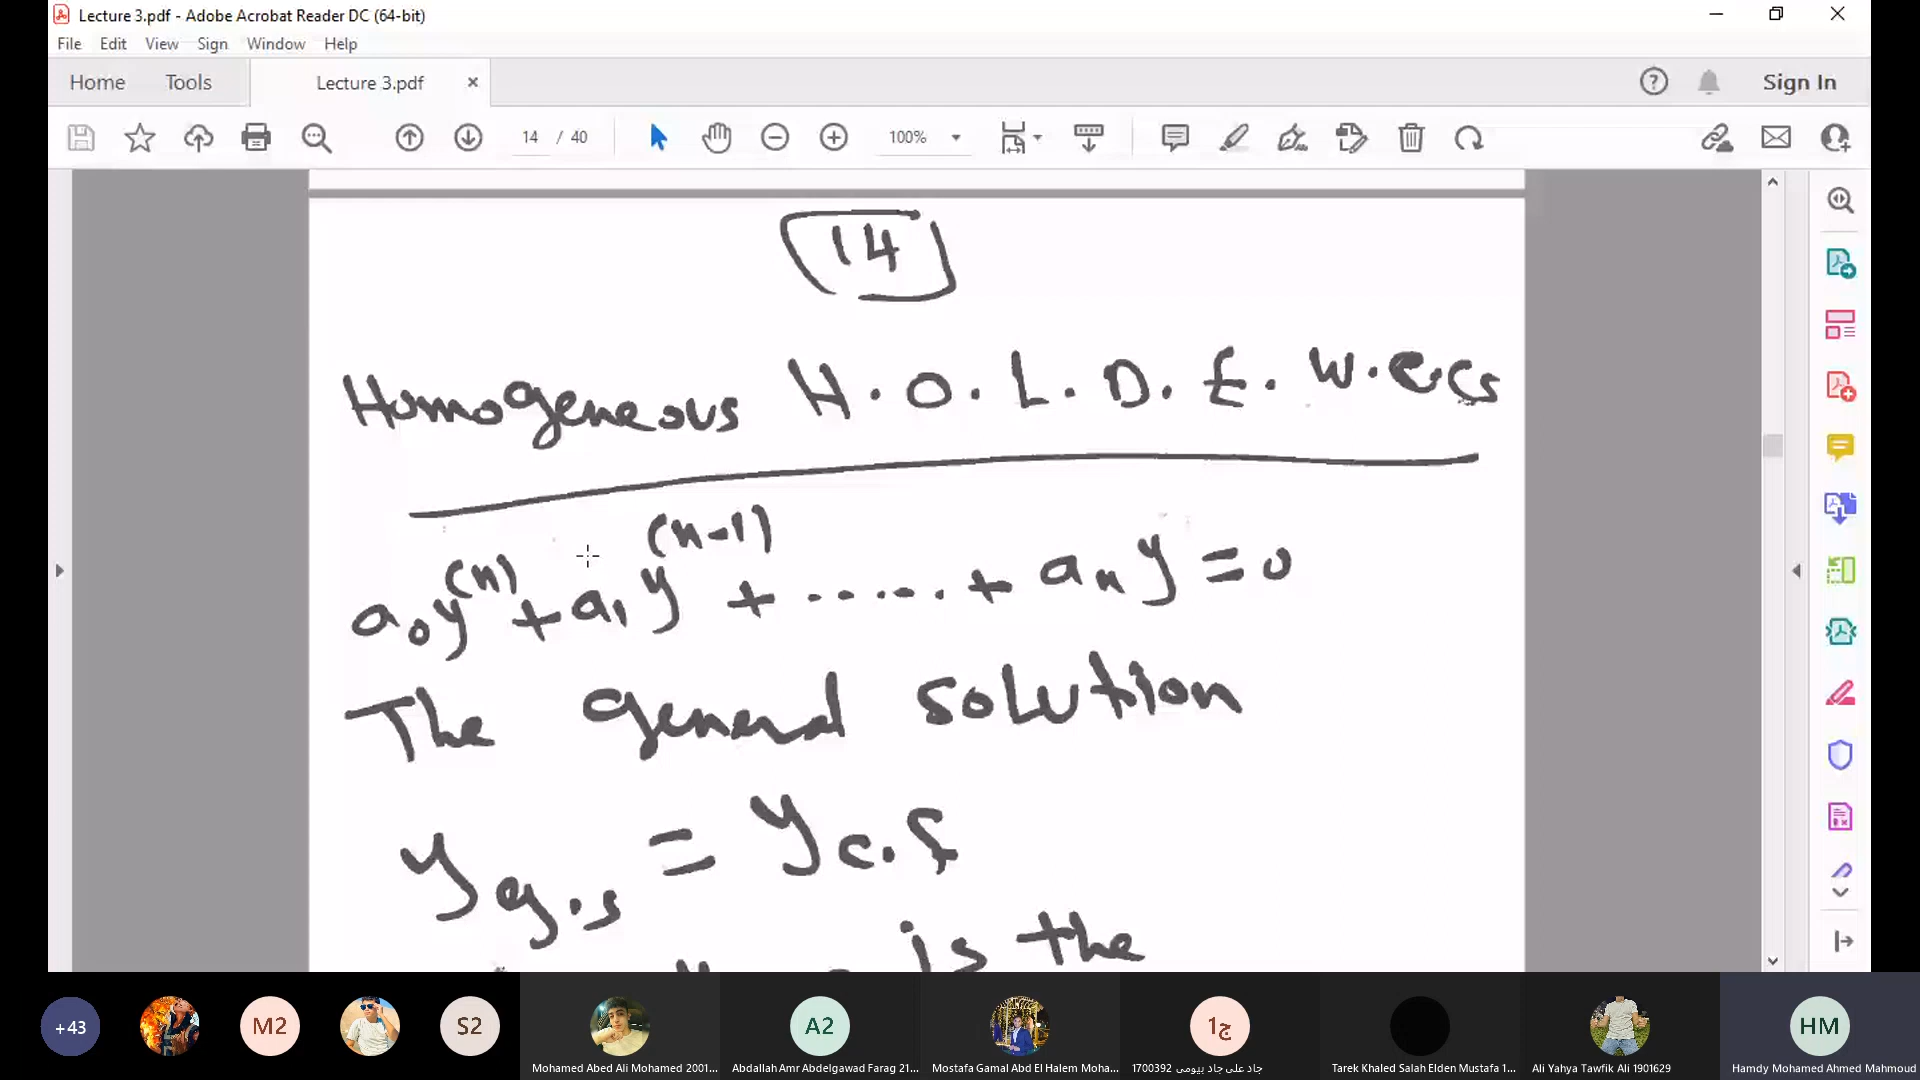 Lecture 3.pdf - Adobe Acrobat Reader DC (64-bit)
File Edit View Sign Window Help
Home Tools Lecture 3.pdf × Sign In
14 / 40 100%
14
Homogeneous H.O.L.D.E. w.c.cs
a₀y⁽ⁿ⁾ + a₁y⁽ⁿ⁻¹⁾ + ...... + aₙy = 0
The general solution
y g.s = y c.f
is the
+43 M2 S2 A2 ج1 HM
Mohamed Abed Ali Mohamed 2001... Abdallah Amr Abdelgawad Farag 21... Mostafa Gamal Abd El Halem Moha... جاد على جاد بيومى 1700392 Tarek Khaled Salah Elden Mustafa 1... Ali Yahya Tawfik Ali 1901629 Hamdy Mohamed Ahmed Mahmoud